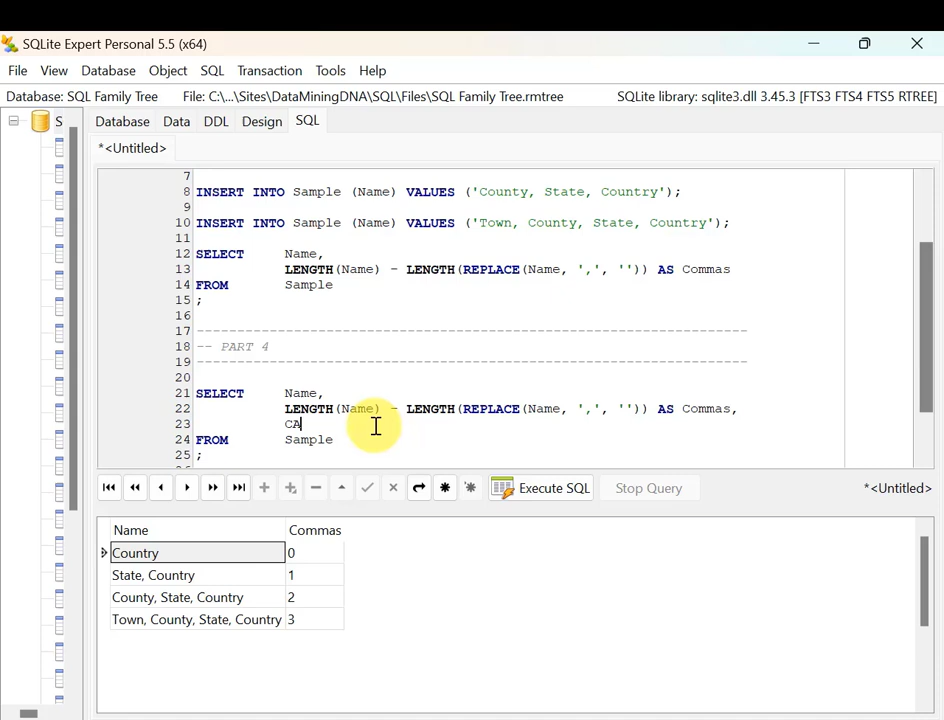 SQLite Expert Personal 5.5 (x64)
File View Database Object SQL Transaction Tools Help
Database: SQL Family Tree File: C:\...\Sites\DataMiningDNA\SQL\Files\SQL Family Tree.rmtree SQLite library: sqlite3.dll 3.45.3 [FTS3 FTS4 FTS5 RTREE]
S Database Data DDL Design SQL
*<Untitled>
7
8 INSERT INTO Sample (Name) VALUES ('County, State, Country');
9
10 INSERT INTO Sample (Name) VALUES ('Town, County, State, Country');
11
12 SELECT Name,
13 LENGTH(Name) - LENGTH(REPLACE(Name, ',', '')) AS Commas
14 FROM Sample
15 ;
16
17 --------------------------------------------------------------------
18 -- PART 4
19 --------------------------------------------------------------------
20
21 SELECT Name,
22 LENGTH(Name) - LENGTH(REPLACE(Name, ',', '')) AS Commas,
23 CA
24 FROM Sample
25 ;
Execute SQL Stop Query *<Untitled>
Name Commas
Country 0
State, Country 1
County, State, Country 2
Town, County, State, Country 3